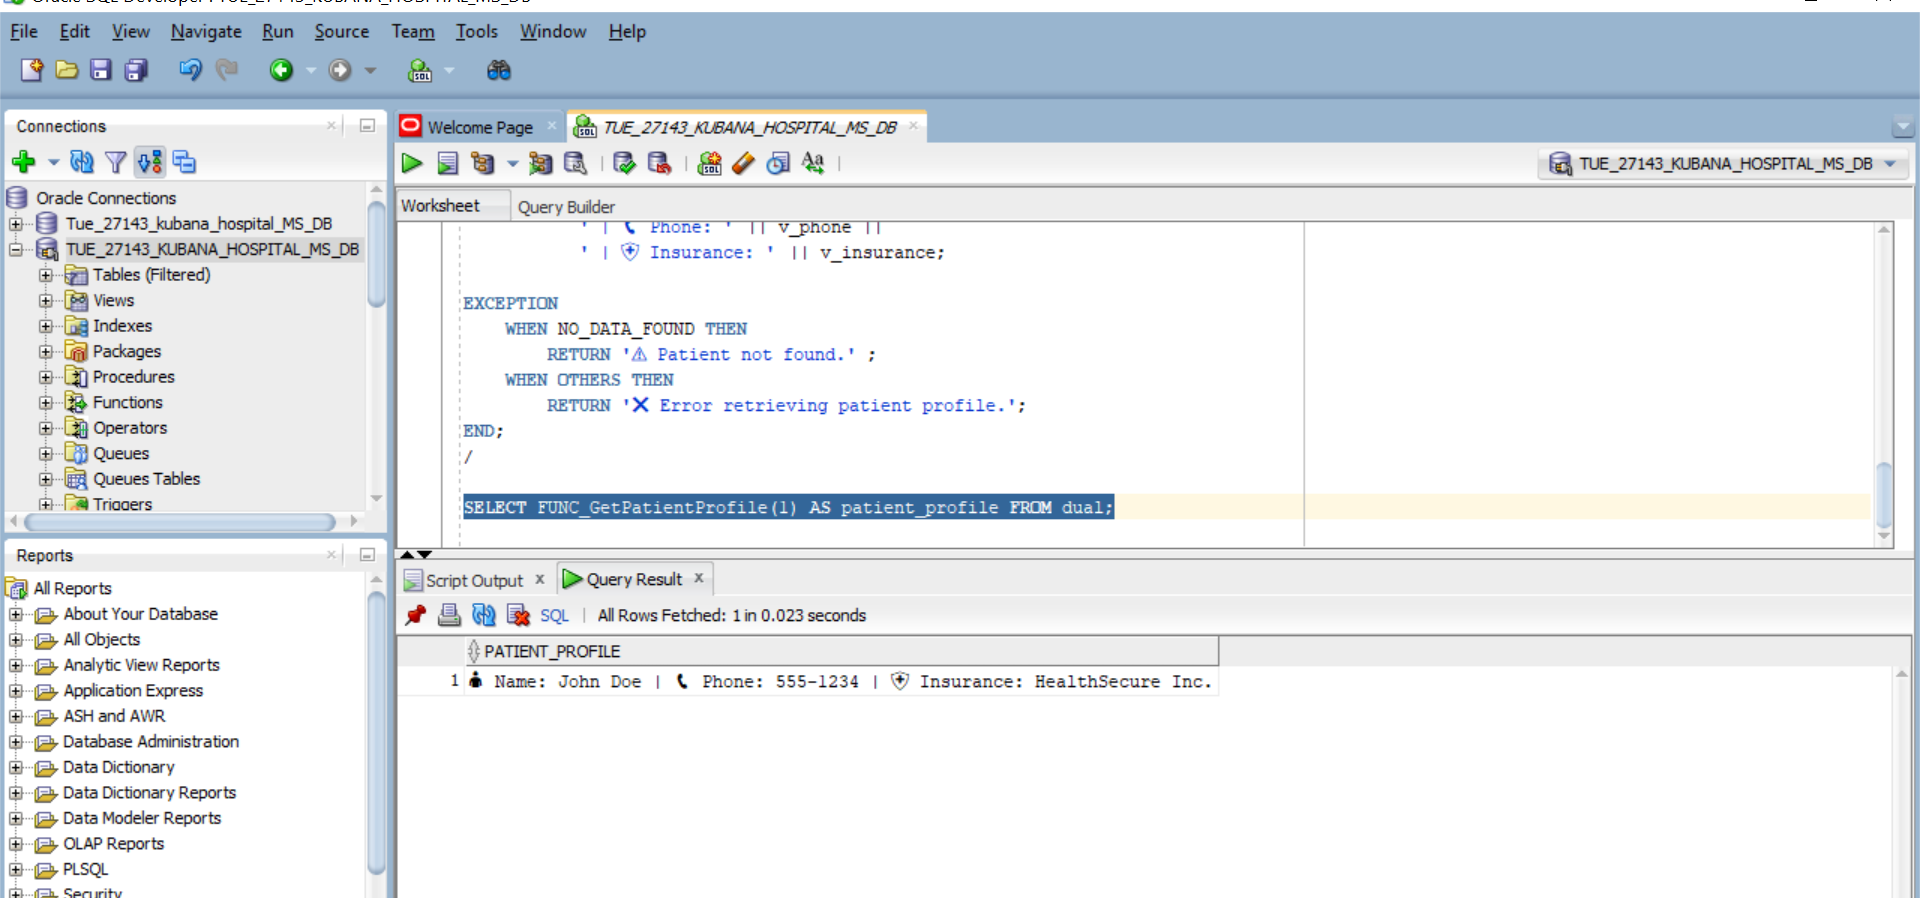 Oracle SQL Developer : TUE_27143_KUBANA_HOSPITAL_MS_DB
File Edit View Navigate Run Source Team Tools Window Help
Connections
Oracle Connections
Tue_27143_kubana_hospital_MS_DB
TUE_27143_KUBANA_HOSPITAL_MS_DB
Tables (Filtered)
Views
Indexes
Packages
Procedures
Functions
Operators
Queues
Queues Tables
Triggers
Reports
All Reports
About Your Database
All Objects
Analytic View Reports
Application Express
ASH and AWR
Database Administration
Data Dictionary
Data Dictionary Reports
Data Modeler Reports
OLAP Reports
PLSQL
Security
Welcome Page TUE_27143_KUBANA_HOSPITAL_MS_DB
TUE_27143_KUBANA_HOSPITAL_MS_DB
Worksheet Query Builder
' | 📞 Phone: ' || v_phone ||
' | 🛡 Insurance: ' || v_insurance;
EXCEPTION
WHEN NO_DATA_FOUND THEN
RETURN '⚠ Patient not found.' ;
WHEN OTHERS THEN
RETURN '❌ Error retrieving patient profile.';
END;
/
SELECT FUNC_GetPatientProfile(1) AS patient_profile FROM dual;
Script Output x Query Result x
SQL | All Rows Fetched: 1 in 0.023 seconds
PATIENT_PROFILE
1 👤 Name: John Doe | 📞 Phone: 555-1234 | 🛡 Insurance: HealthSecure Inc.